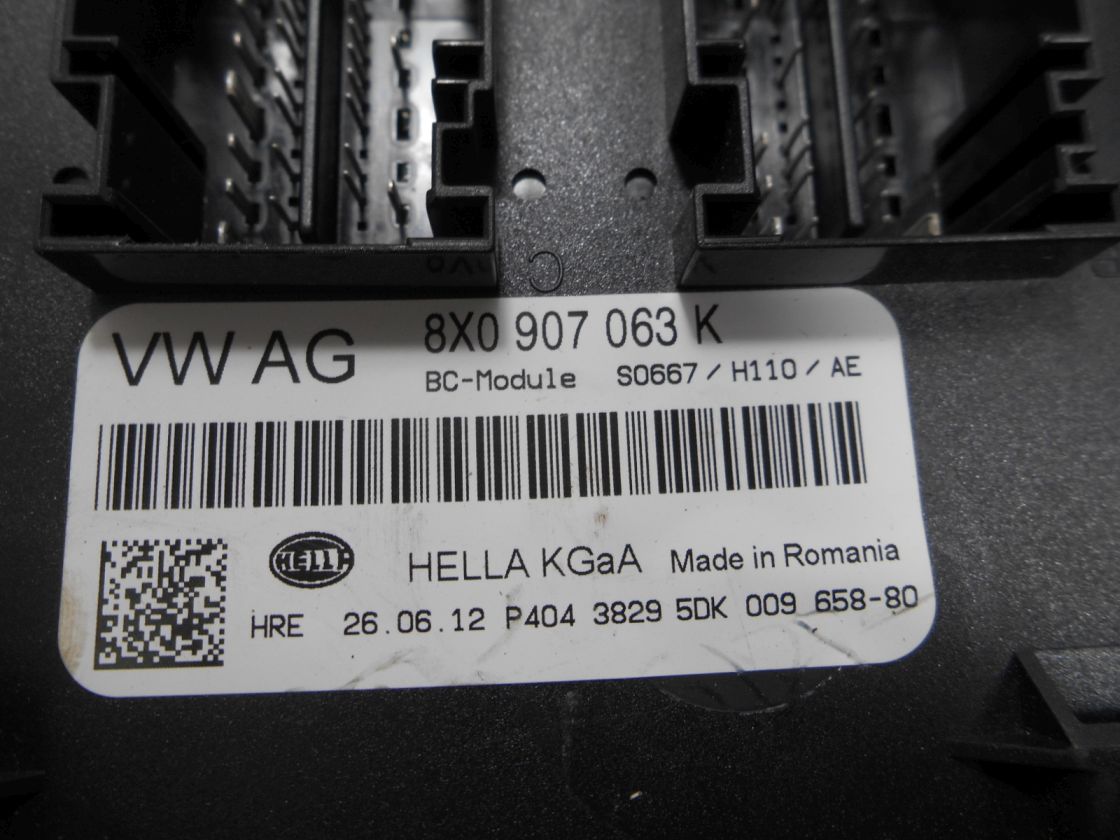 C
VW AG 8X0 907 063 K
BC-Module S0667 / H110 / AE
HELLA
HELLA KGaA Made in Romania
HRE 26.06.12 P404 3829 5DK 009 658-80